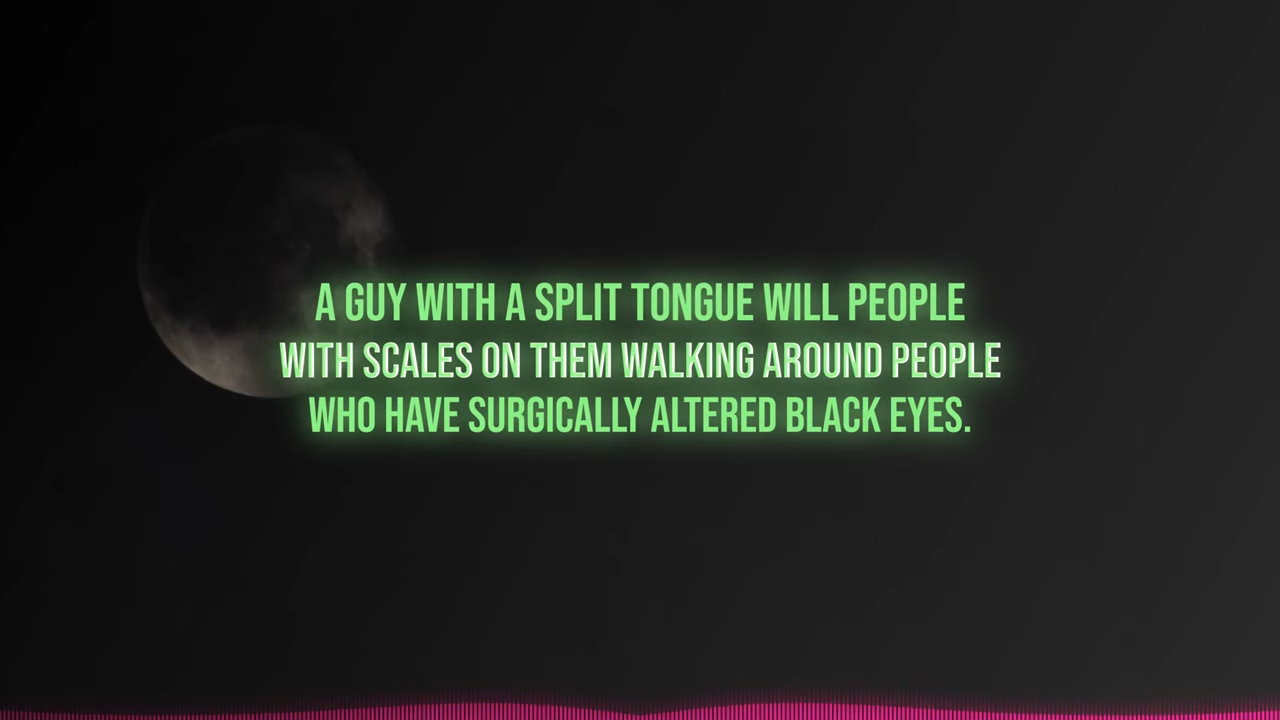 A GUY WITH A SPLIT TONGUE WILL PEOPLE
WITH SCALES ON THEM WALKING AROUND PEOPLE
WHO HAVE SURGICALLY ALTERED BLACK EYES.